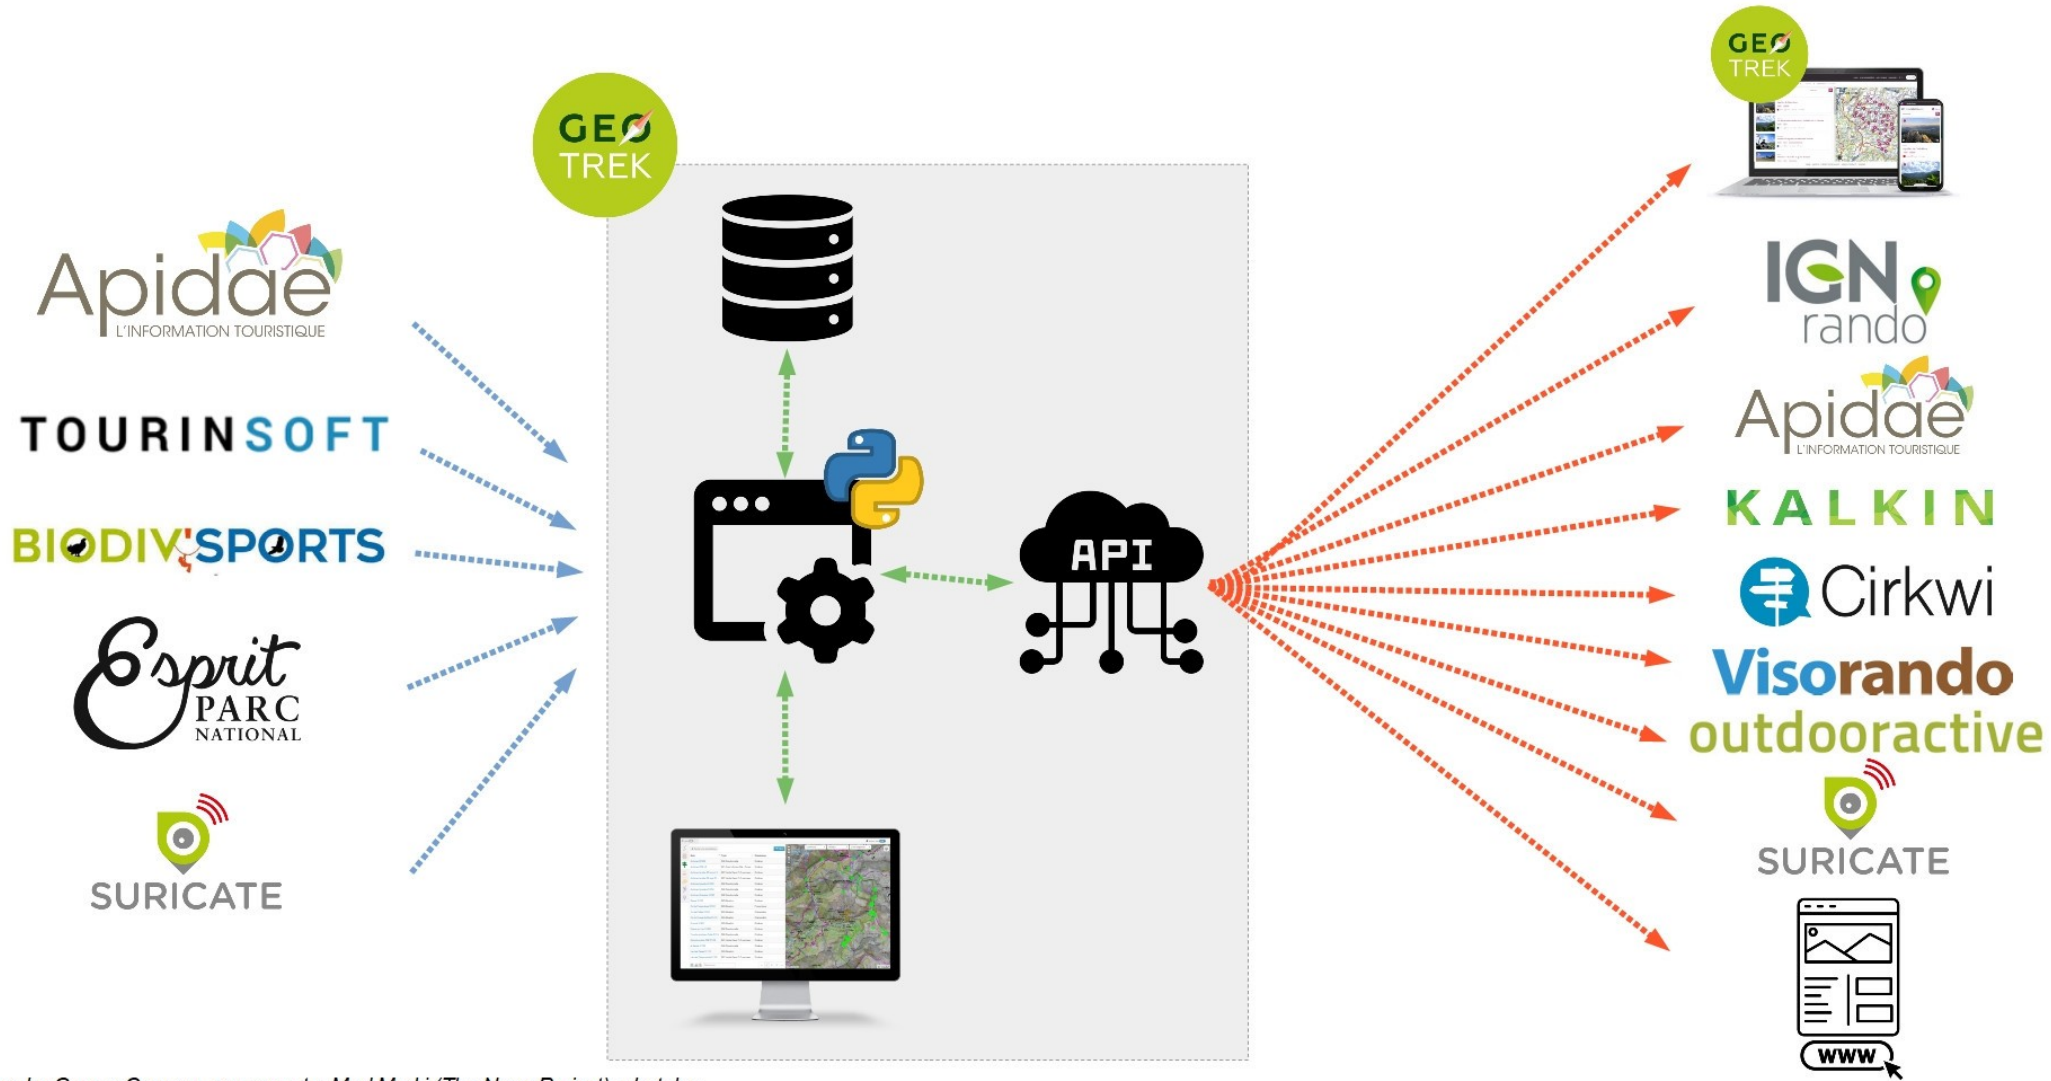 GEO
TREK
GEO
TREK
Apidae
L'INFORMATION TOURISTIQUE
TOURINSOFT
BIODIV'SPORTS
Esprit
PARC
NATIONAL
SURICATE
API
IGN
rando
Apidae
L'INFORMATION TOURISTIQUE
KALKIN
Cirkwi
Visorando
outdooractive
SURICATE
WWW